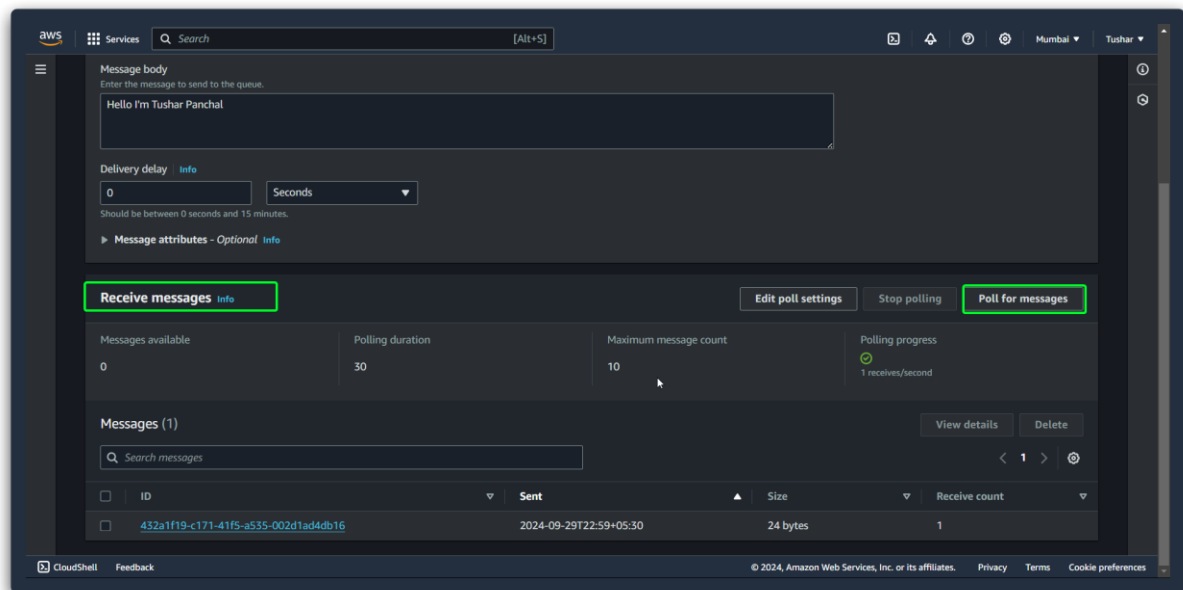 aws Services Search [Alt+S] Mumbai Tushar
Message body
Enter the message to send to the queue.
Hello I'm Tushar Panchal
Delivery delay Info
0 Seconds
Should be between 0 seconds and 15 minutes.
Message attributes - Optional Info
Receive messages Info Edit poll settings Stop polling Poll for messages
Messages available Polling duration Maximum message count Polling progress
0 30 10
1 receives/second
Messages (1) View details Delete
Search messages 1
ID Sent Size Receive count
432a1f19-c171-41f5-a535-002d1ad4db16 2024-09-29T22:59+05:30 24 bytes 1
CloudShell Feedback © 2024, Amazon Web Services, Inc. or its affiliates. Privacy Terms Cookie preferences